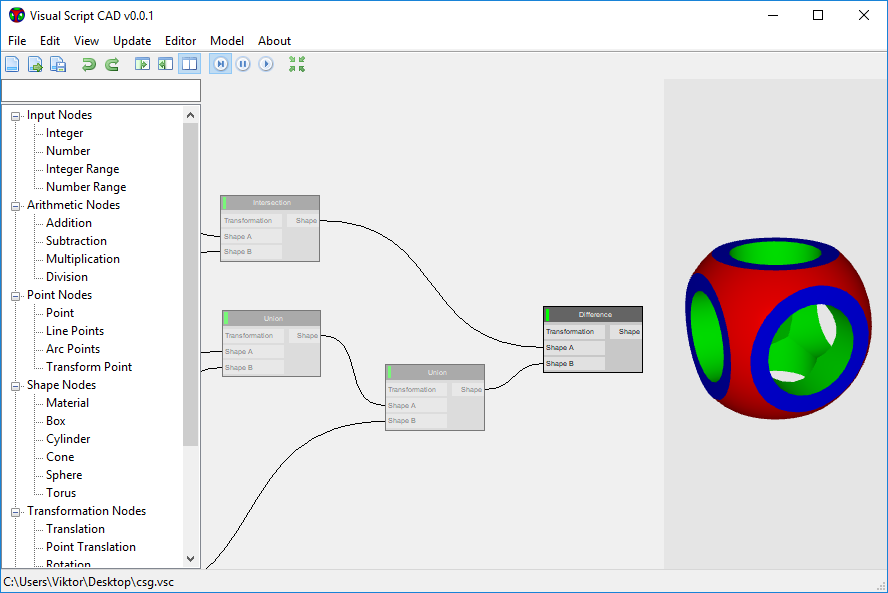 Visual Script CAD v0.0.1
File Edit View Update Editor Model About
Input Nodes
Integer
Number
Integer Range
Number Range
Arithmetic Nodes
Addition
Subtraction
Multiplication
Division
Point Nodes
Point
Line Points
Arc Points
Transform Point
Shape Nodes
Material
Box
Cylinder
Cone
Sphere
Torus
Transformation Nodes
Translation
Point Translation
Rotation
Intersection
Transformation Shape
Shape A
Shape B
Union
Transformation Shape
Shape A
Shape B
Union
Transformation Shape
Shape A
Shape B
Difference
Transformation Shape
Shape A
Shape B
C:\Users\Viktor\Desktop\csg.vsc